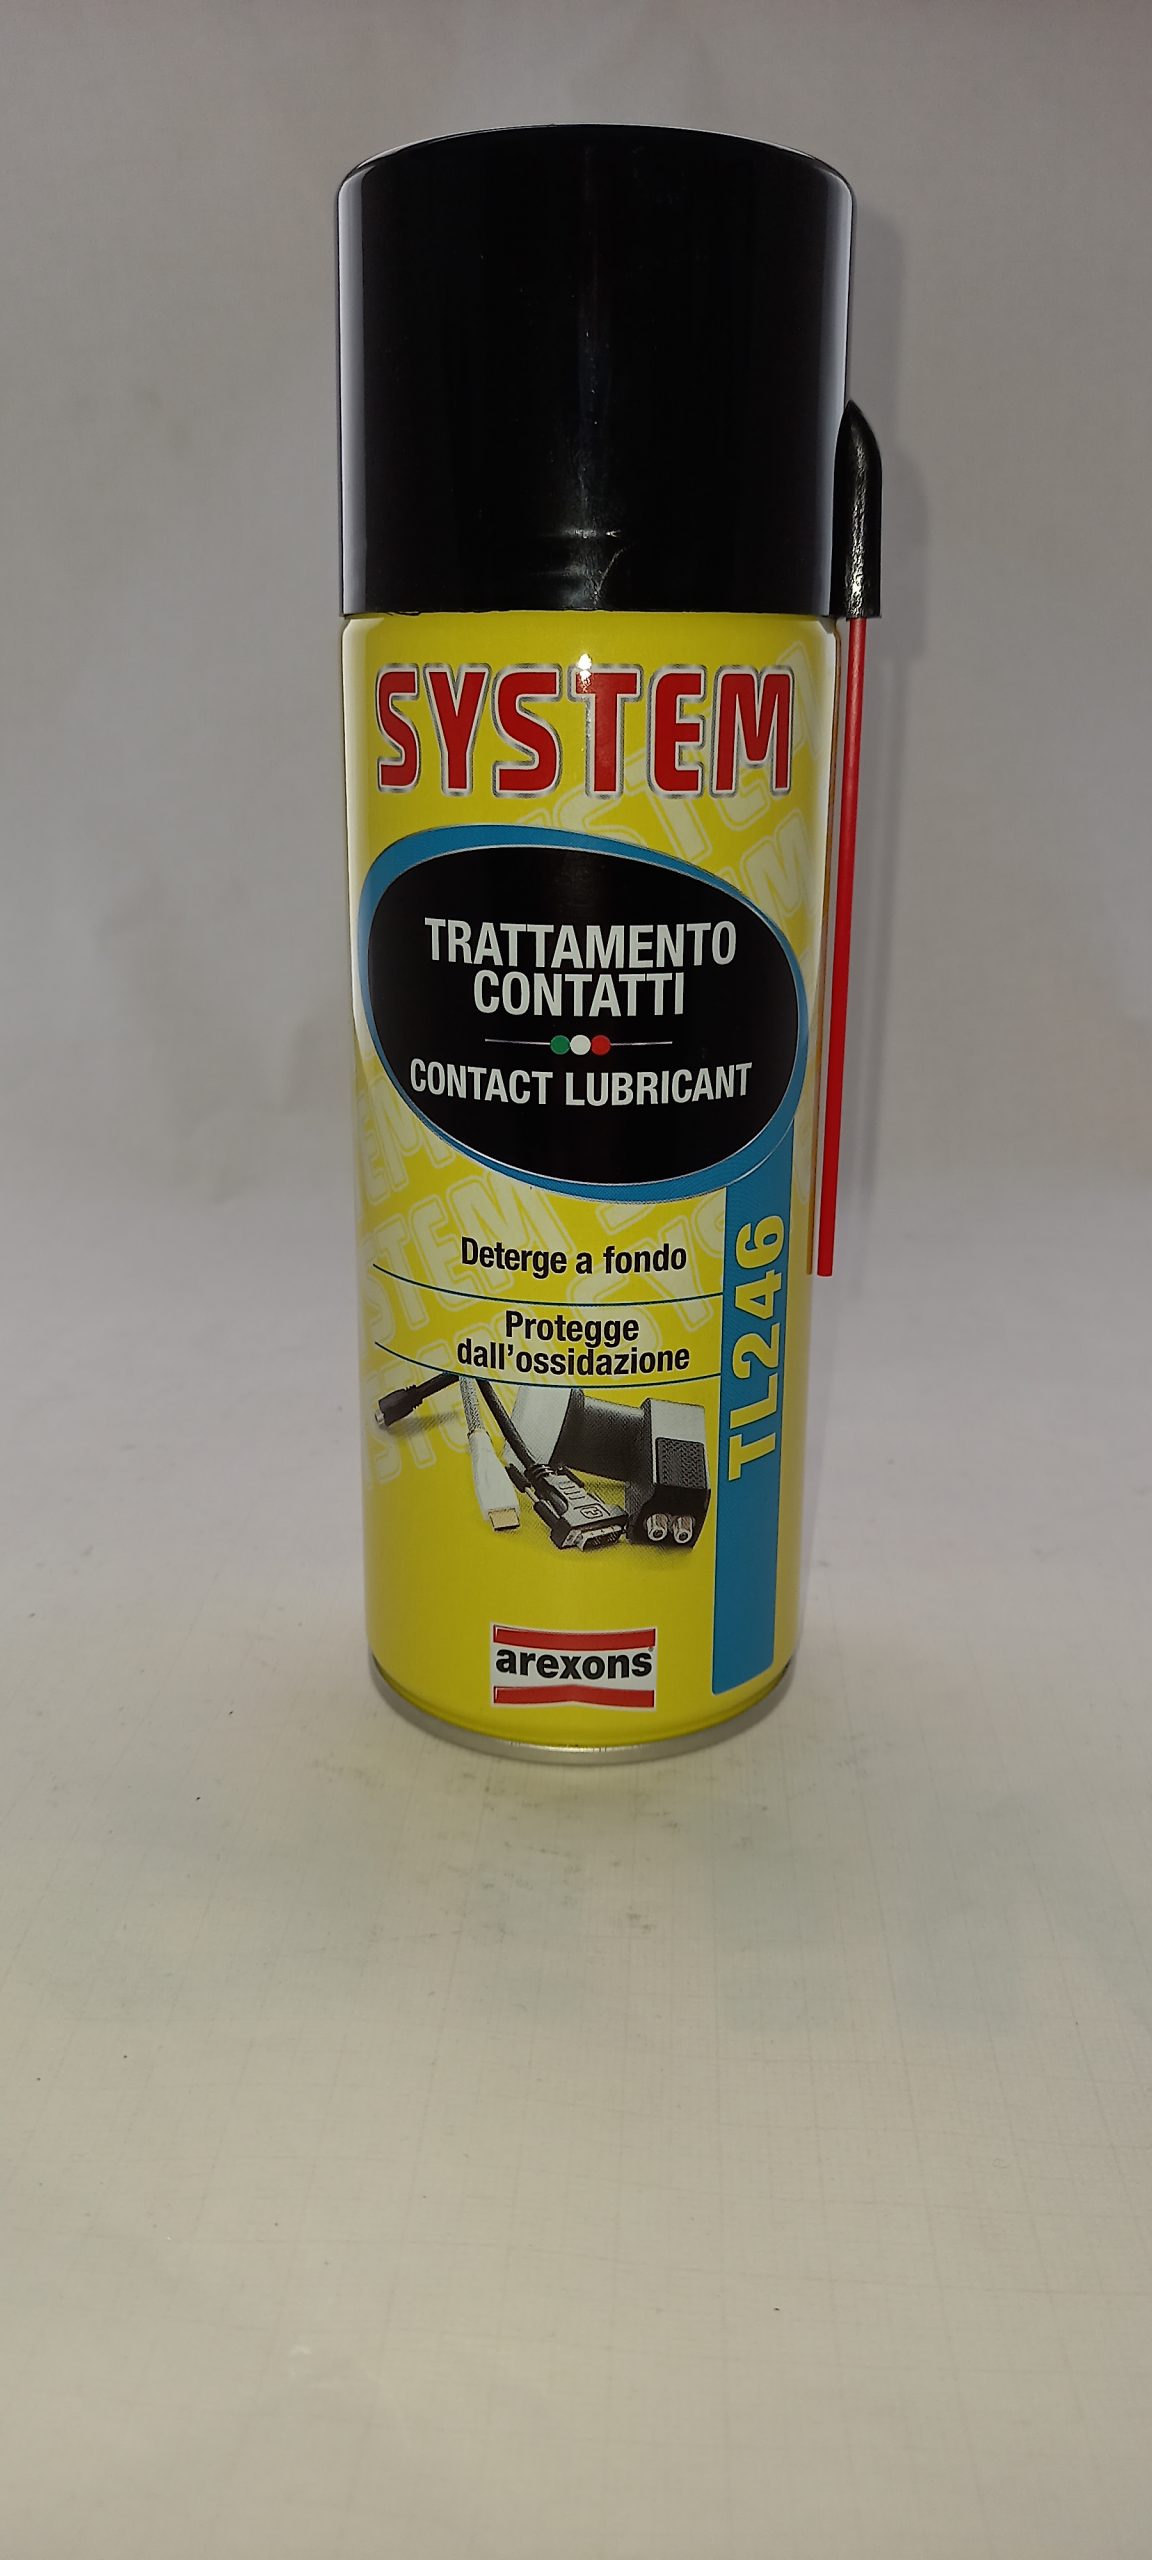 SYSTEM
TRATTAMENTO
CONTATTI
CONTACT LUBRICANT
Deterge a fondo
Protegge
dall'ossidazione
TL246
arexons